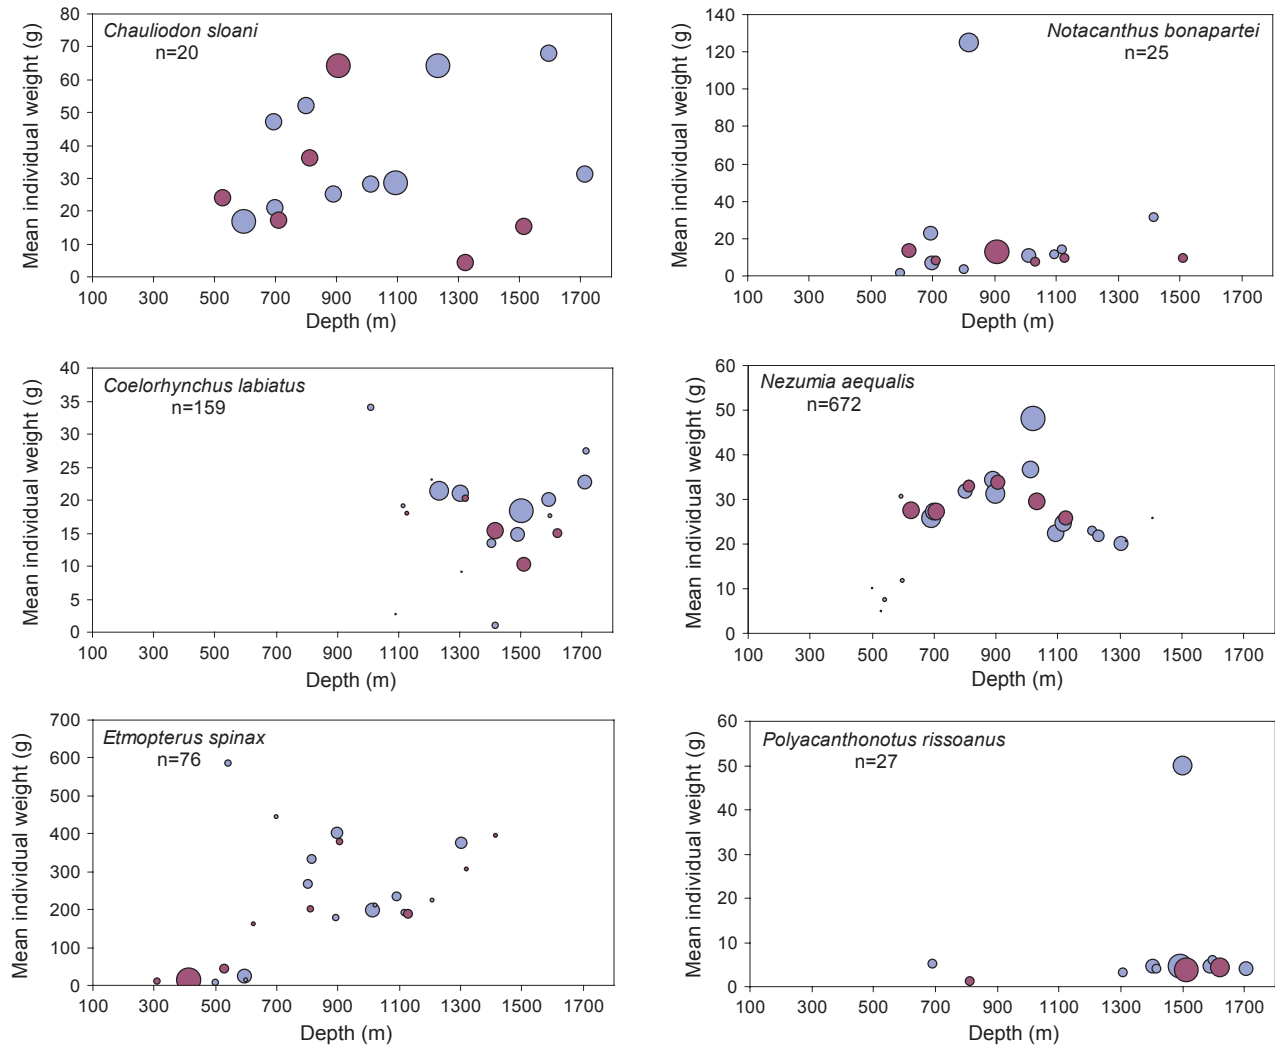 Chauliodon sloani
n=20
Mean individual weight (g)
80
70
60
50
40
30
20
10
0
100 300 500 700 900 1100 1300 1500 1700
Depth (m)
Notacanthus bonapartei
n=25
Mean individual weight (g)
140
120
100
80
60
40
20
0
100 300 500 700 900 1100 1300 1500 1700
Depth (m)
Coelorhynchus labiatus
n=159
Mean individual weight (g)
40
35
30
25
20
15
10
5
0
100 300 500 700 900 1100 1300 1500 1700
Depth (m)
Nezumia aequalis
n=672
Mean individual weight (g)
60
50
40
30
20
10
0
100 300 500 700 900 1100 1300 1500 1700
Depth (m)
Etmopterus spinax
n=76
Mean individual weight (g)
700
600
500
400
300
200
100
0
100 300 500 700 900 1100 1300 1500 1700
Depth (m)
Polyacanthonotus rissoanus
n=27
Mean individual weight (g)
60
50
40
30
20
10
0
100 300 500 700 900 1100 1300 1500 1700
Depth (m)